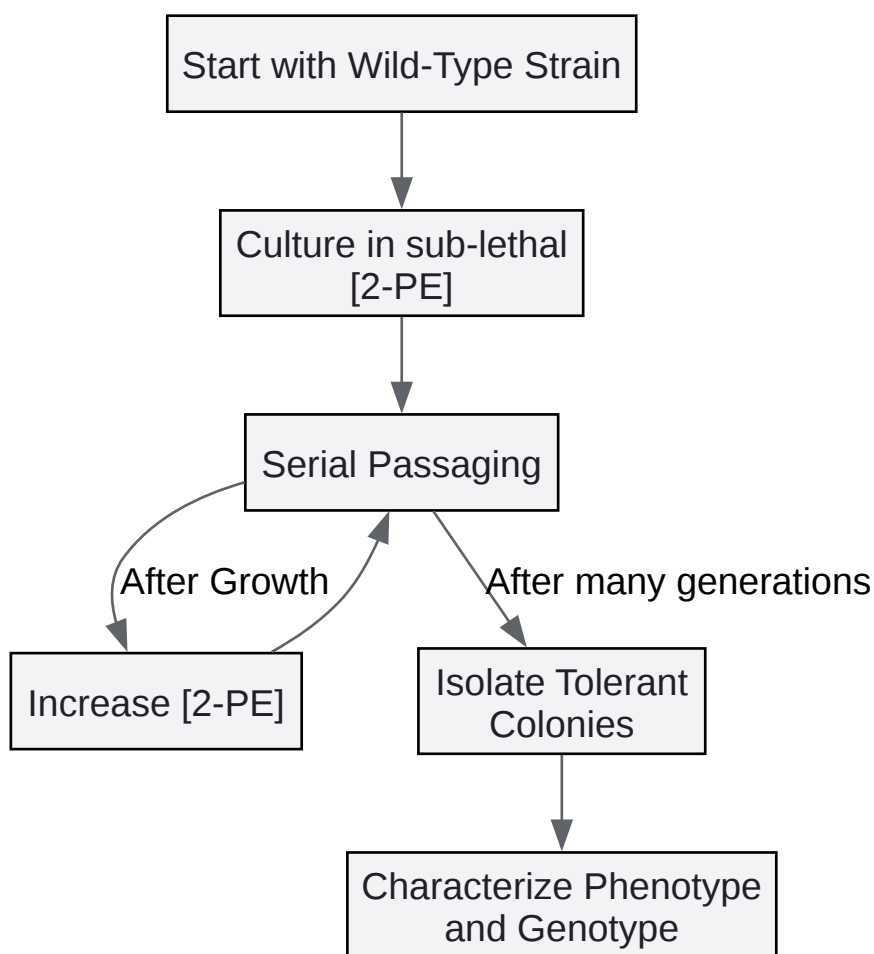 Start with Wild-Type Strain
Culture in sub-lethal
[2-PE]
Serial Passaging
After Growth
After many generations
Increase [2-PE]
Isolate Tolerant
Colonies
Characterize Phenotype
and Genotype